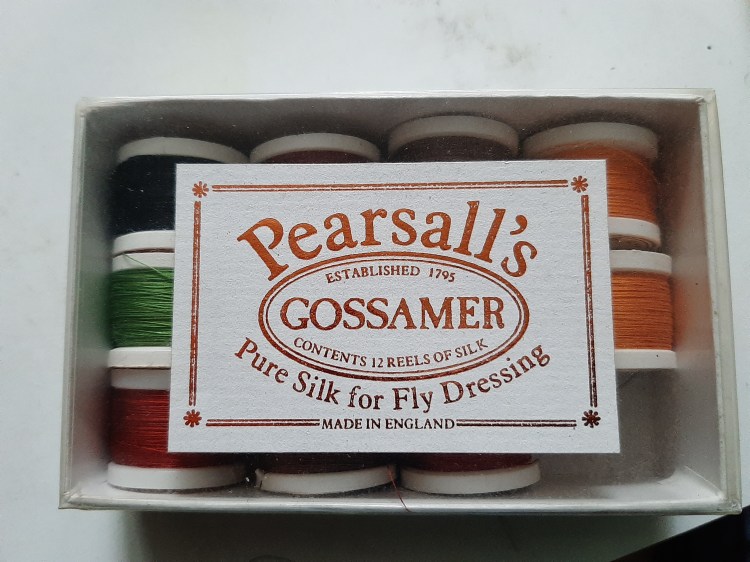 Pearsall's
ESTABLISHED 1795
GOSSAMER
CONTENTS 12 REELS OF SILK
Pure Silk for Fly Dressing
MADE IN ENGLAND